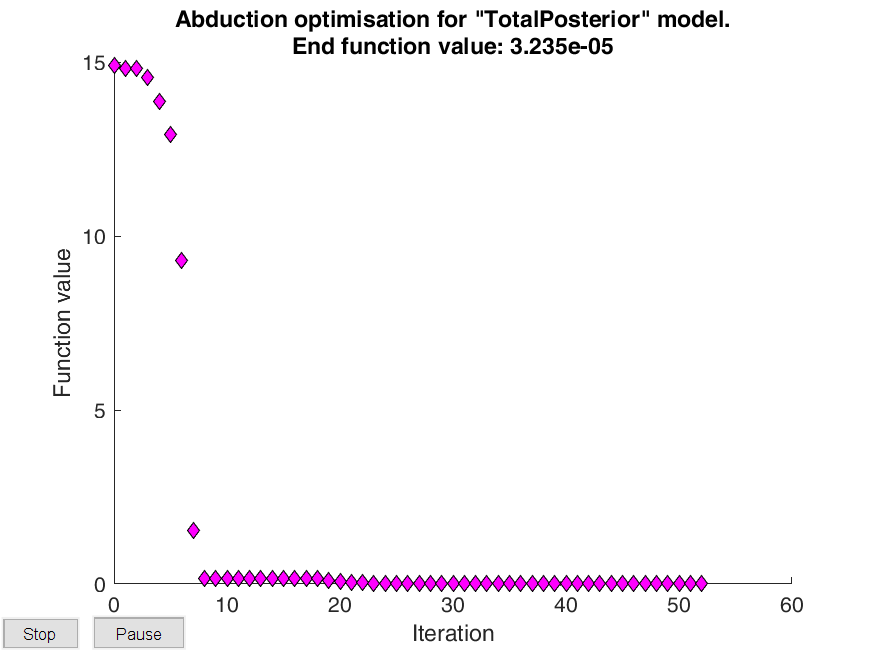 Abduction optimisation for "TotalPosterior" model.
End function value: 3.235e-05
15
10
5
0
Function value
0 10 20 30 40 50 60
Iteration
Stop Pause